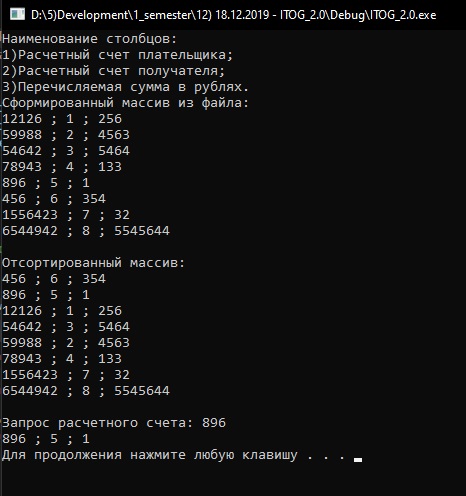 D:\5)Development\1_semester\12) 18.12.2019 - ITOG_2.0\Debug\ITOG_2.0.exe
Наименование столбцов:
1)Расчетный счет плательщика;
2)Расчетный счет получателя;
3)Перечисляемая сумма в рублях.
Сформированный массив из файла:
12126 ; 1 ; 256
59988 ; 2 ; 4563
54642 ; 3 ; 5464
78943 ; 4 ; 133
896 ; 5 ; 1
456 ; 6 ; 354
1556423 ; 7 ; 32
6544942 ; 8 ; 5545644
Отсортированный массив:
456 ; 6 ; 354
896 ; 5 ; 1
12126 ; 1 ; 256
54642 ; 3 ; 5464
59988 ; 2 ; 4563
78943 ; 4 ; 133
1556423 ; 7 ; 32
6544942 ; 8 ; 5545644
Запрос расчетного счета: 896
896 ; 5 ; 1
Для продолжения нажмите любую клавишу . . .